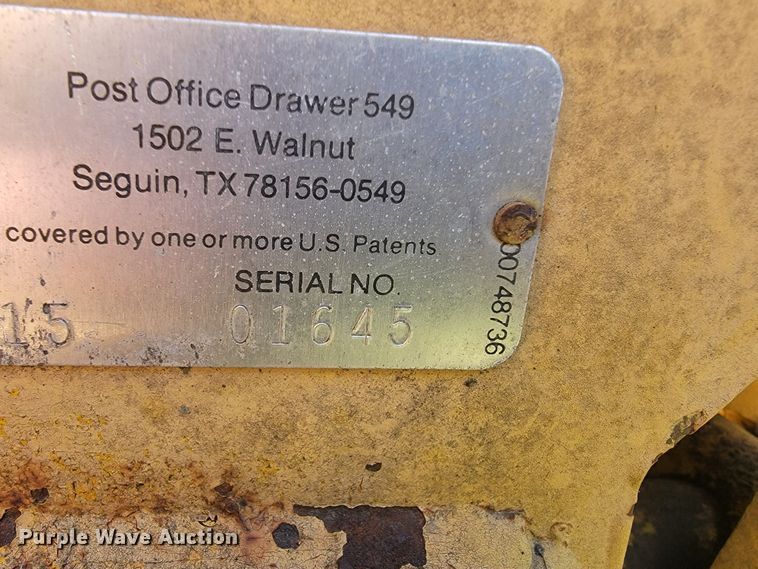 Post Office Drawer 549
1502 E. Walnut
Seguin, TX 78156-0549
covered by one or more U.S. Patents
SERIAL NO.
15 01645
00748736
Purple Wave Auction